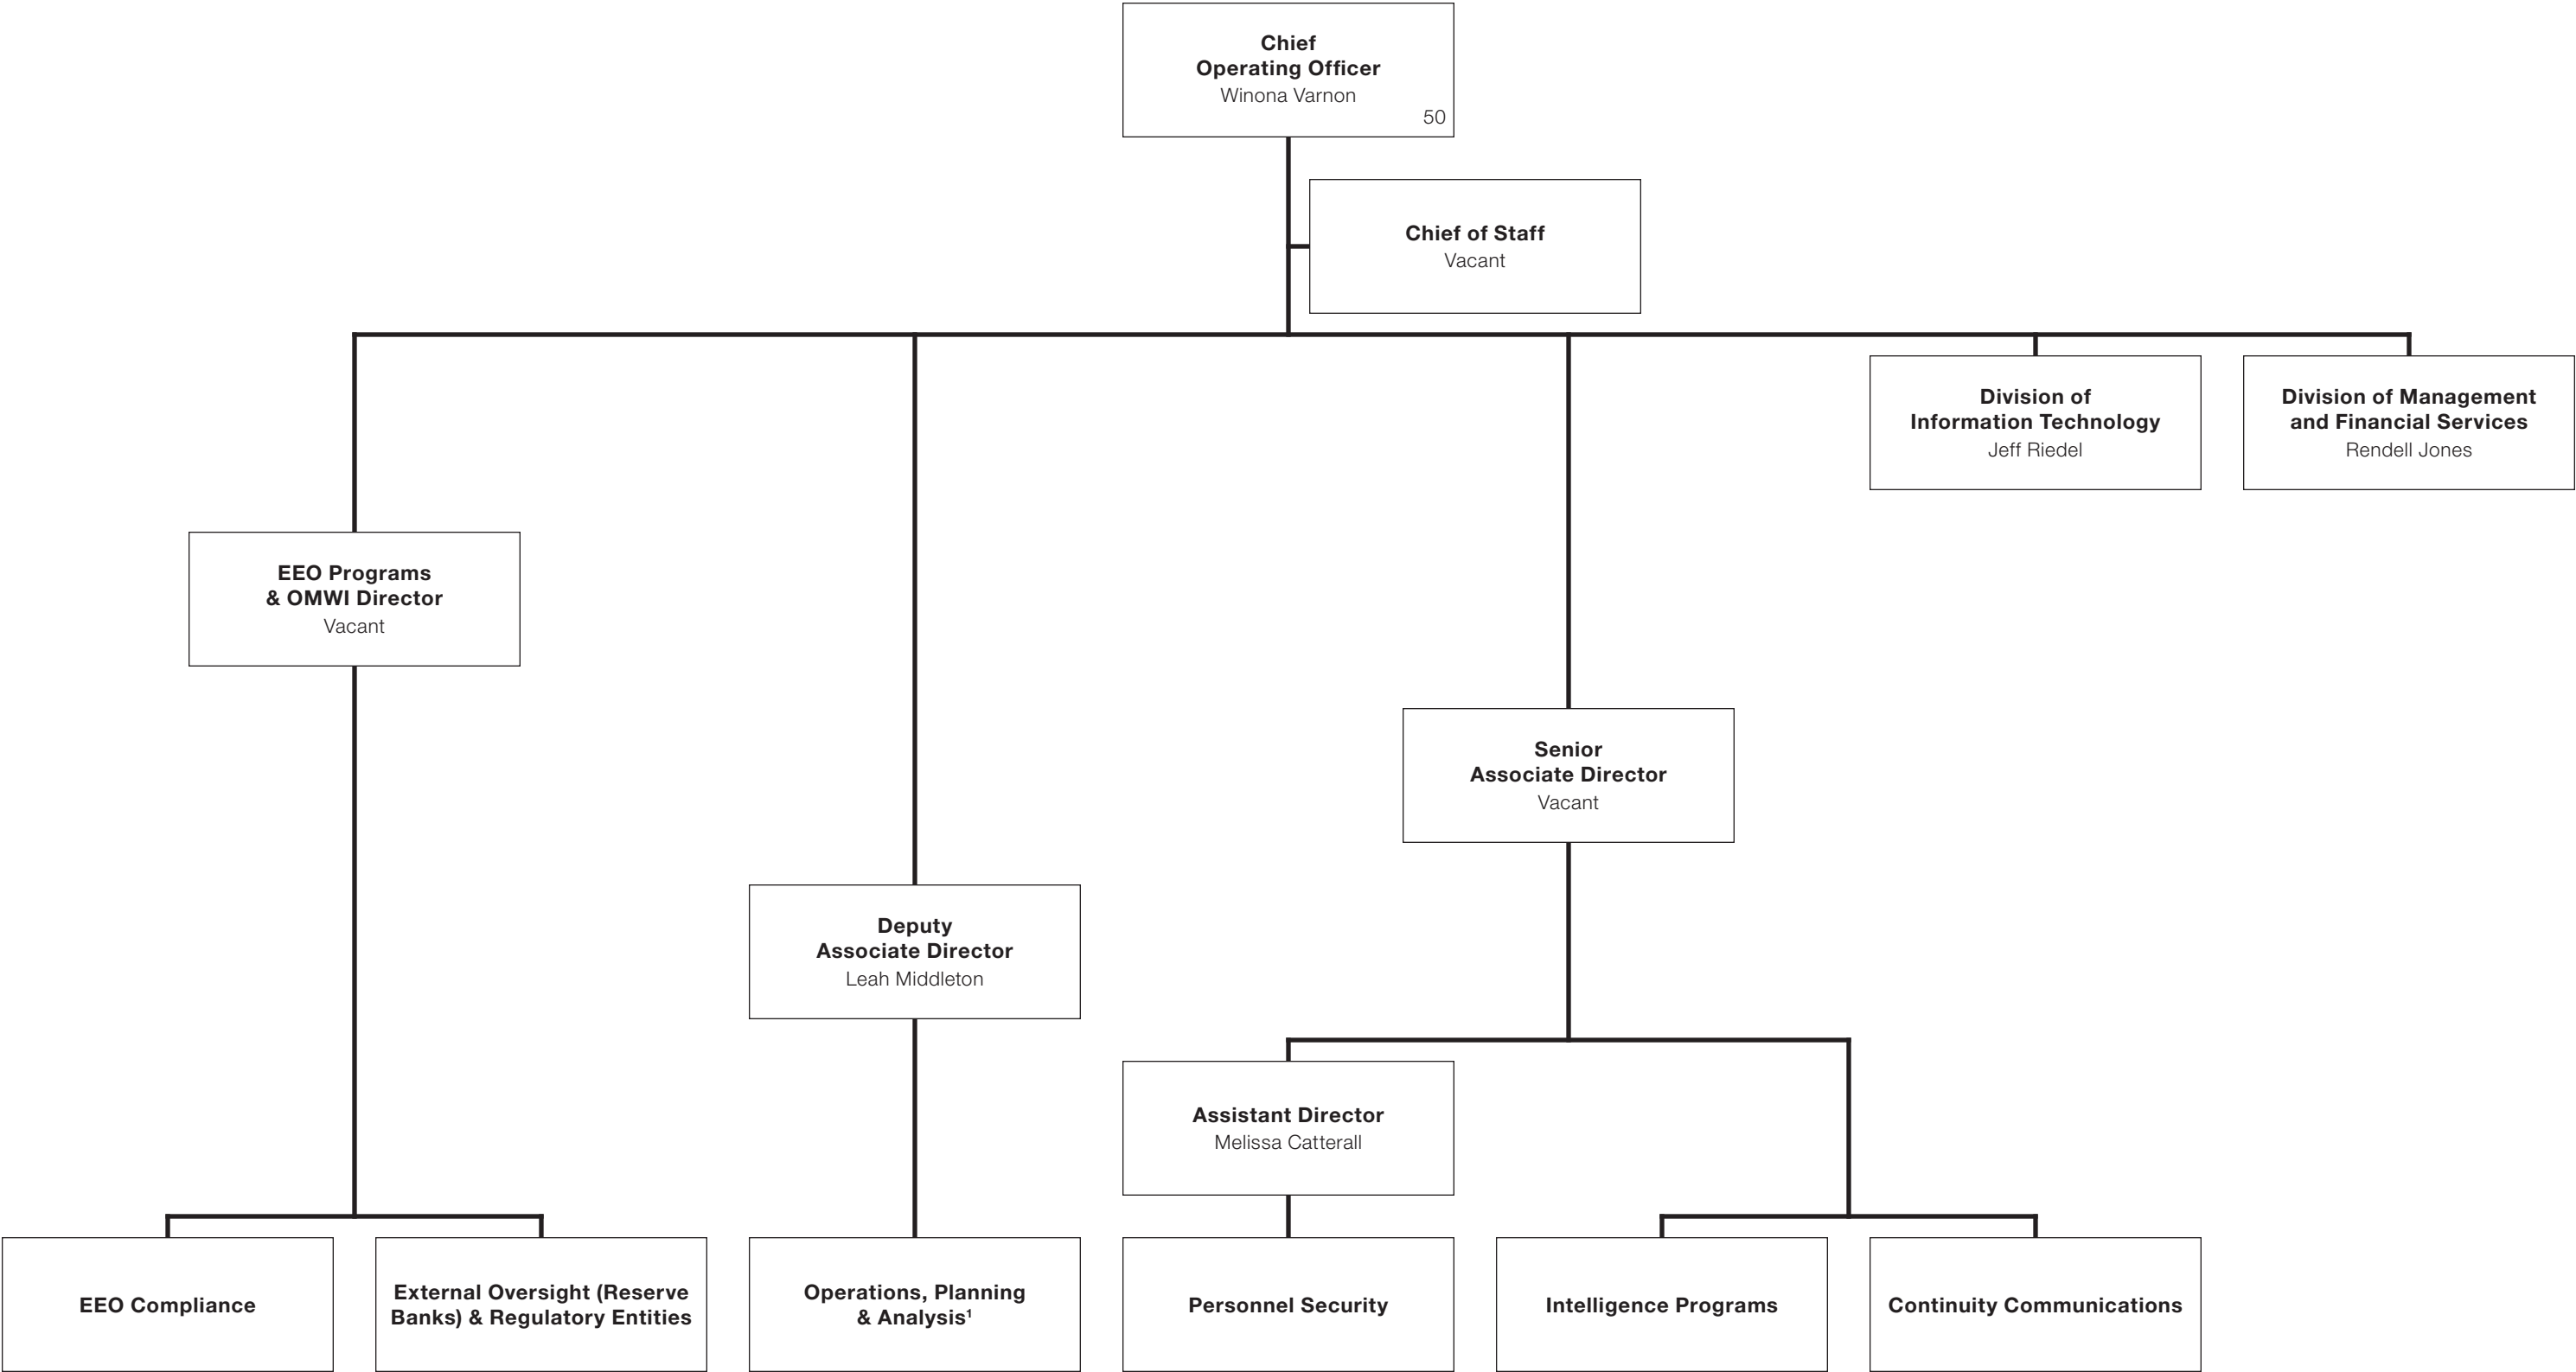 Chief
Operating Officer
Winona Varnon
50
Chief of Staff
Vacant
Division of
Information Technology
Jeff Riedel
Division of Management
and Financial Services
Rendell Jones
EEO Programs
& OMWI Director
Vacant
Senior
Associate Director
Vacant
Deputy
Associate Director
Leah Middleton
Assistant Director
Melissa Catterall
EEO Compliance
External Oversight (Reserve
Banks) & Regulatory Entities
Operations, Planning
& Analysis¹
Personnel Security
Intelligence Programs
Continuity Communications